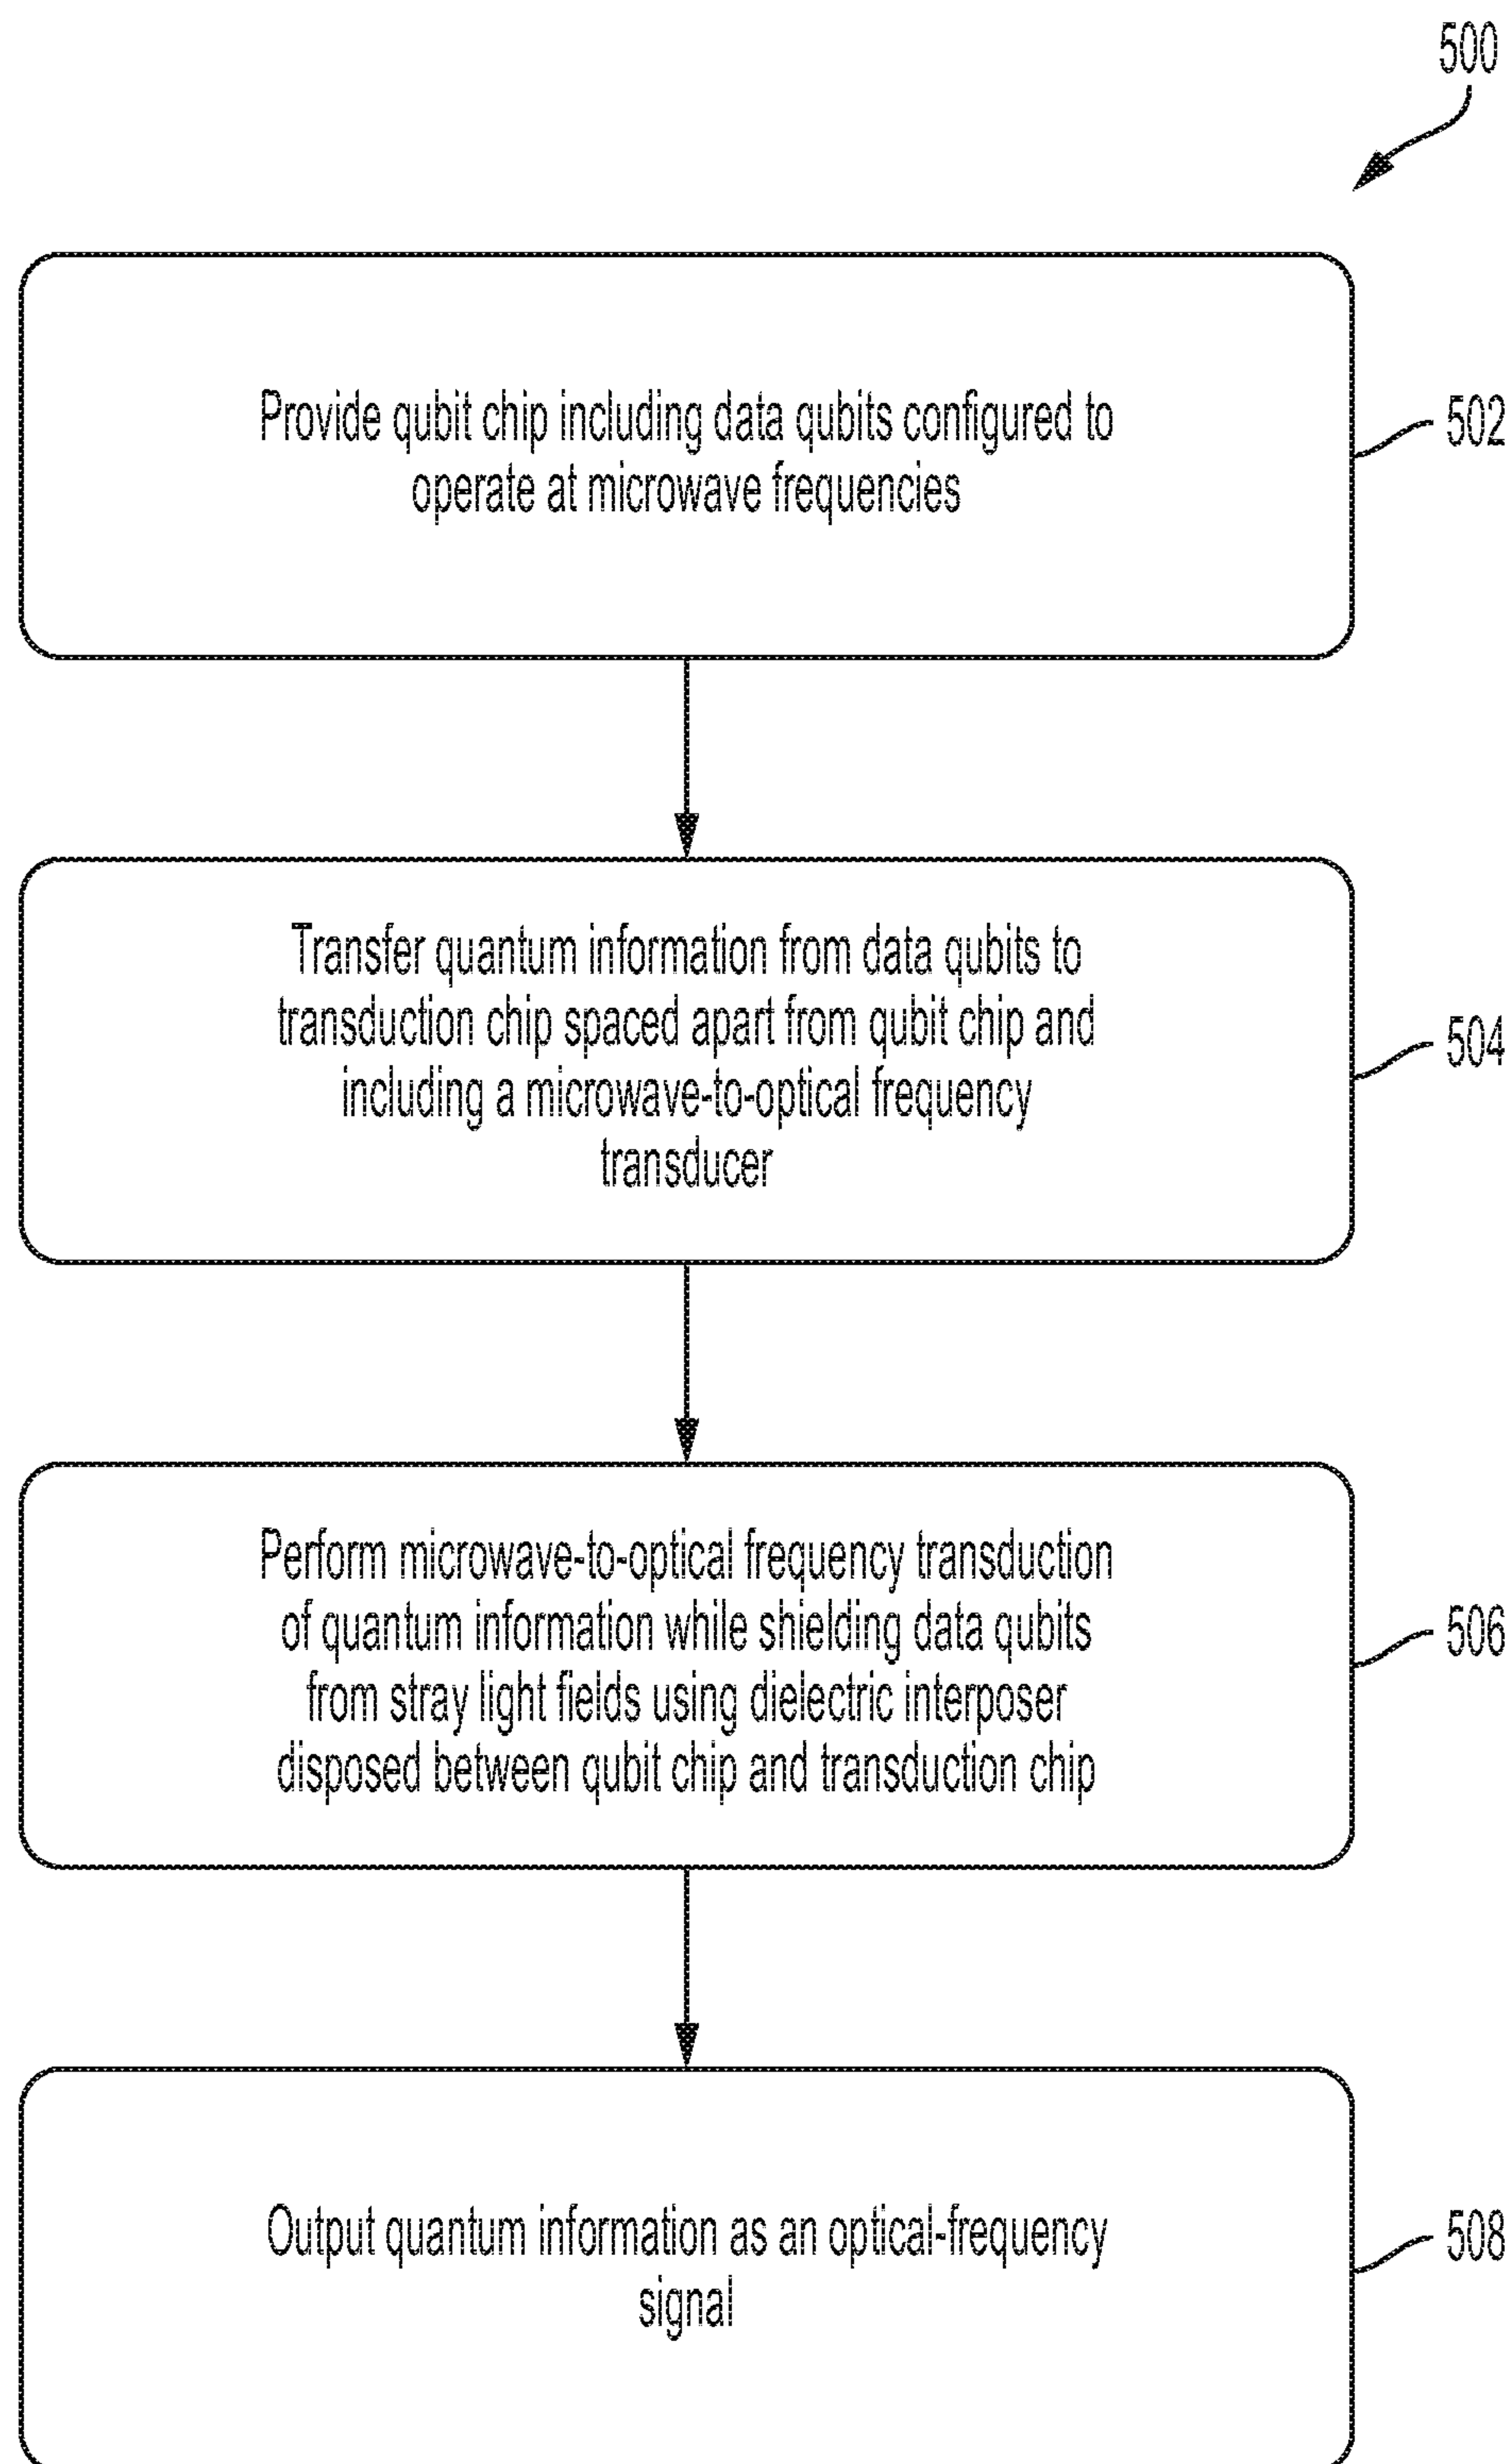 500
Provide qubit chip including data qubits configured to
operate at microwave frequencies
502
Transfer quantum information from data qubits to
transduction chip spaced apart from qubit chip and
including a microwave-to-optical frequency
transducer
504
Perform microwave-to-optical frequency transduction
of quantum information while shielding data qubits
from stray light fields using dielectric interposer
disposed between qubit chip and transduction chip
506
Output quantum information as an optical-frequency
signal
508